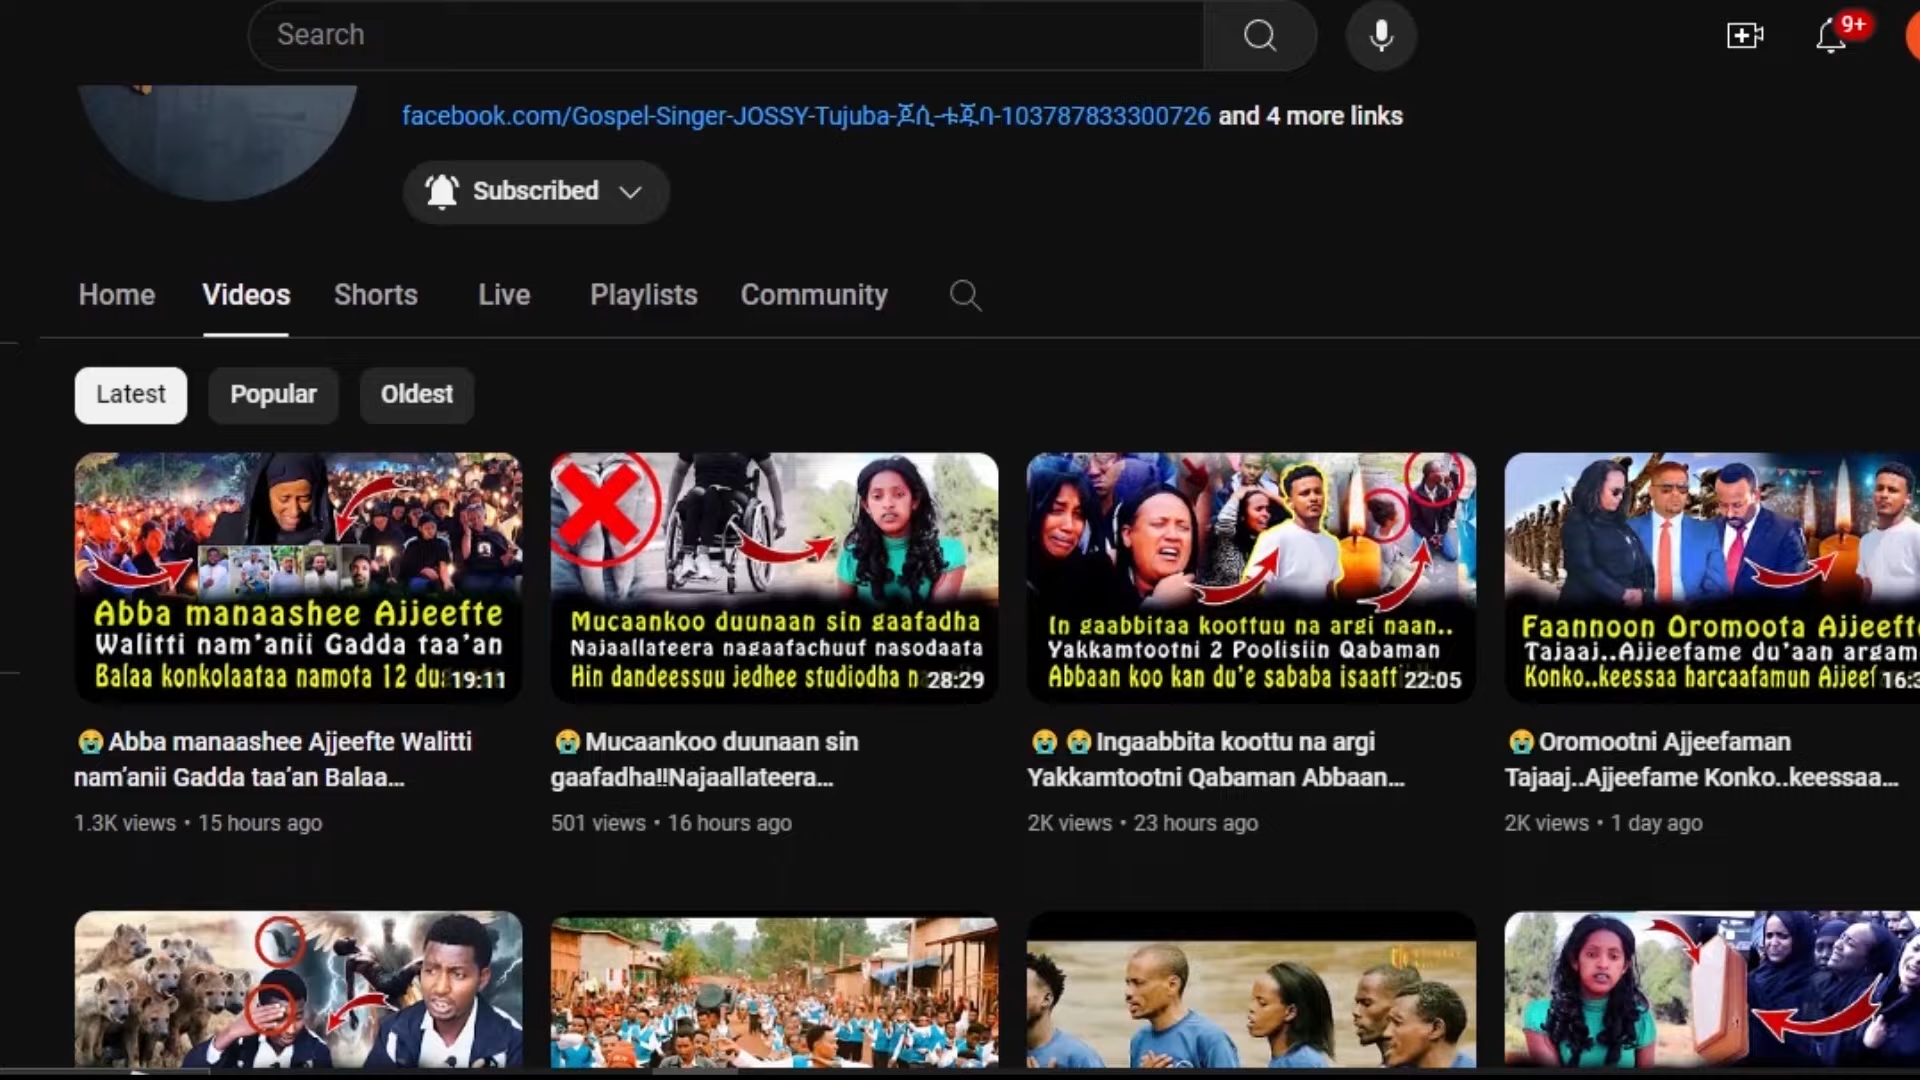 Search
9+
facebook.com/Gospel-Singer-JOSSY-Tujuba-ጆሲ-ቱጁባ-103787833300726 and 4 more links
Subscribed
Home Videos Shorts Live Playlists Community
Latest Popular Oldest
Abba manaashee Ajjeefte
Walitti nam'anii Gadda taa'an
Balaa konkolaataa namota 12
19:11
Mucaankoo duunaan sin gaafadha
Najaallateera nagaafachuuf nasodaata
Hin dandeessuu jedhee studiodha
28:29
In gaabbitaa koottuu na argi naan..
Yakkamtootni 2 Poolisiin Qabaman
Abbaan koo kan du'e sababa isaatt
22:05
Faannoon Oromoota Ajjeeft
Tajaaj..Ajjeefame du'aan argam
Konko..keessaa harcaafamun Ajjeef
16:3
😭Abba manaashee Ajjeefte Walitti
nam'anii Gadda taa'an Balaa...
1.3K views • 15 hours ago
😭Mucaankoo duunaan sin
gaafadha!!Najaallateera...
501 views • 16 hours ago
😭😭Ingaabbita koottu na argi
Yakkamtootni Qabaman Abbaan...
2K views • 23 hours ago
😭Oromootni Ajjeefaman
Tajaaj..Ajjeefame Konko..keessaa...
2K views • 1 day ago